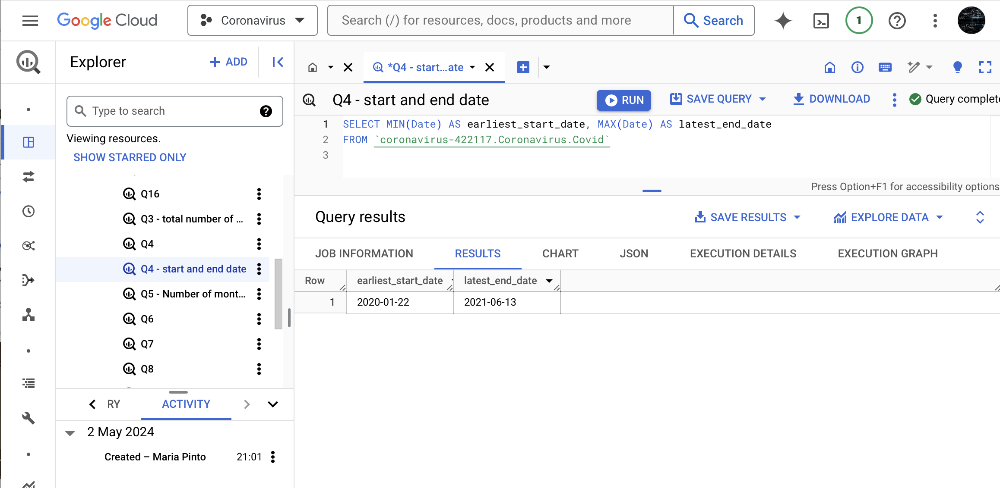 Google Cloud
Coronavirus
Search (/) for resources, docs, products and more
Search
1
Explorer
+ ADD
*Q4 - start...ate
Type to search
Viewing resources.
SHOW STARRED ONLY
Q16
Q3 - total number of ...
Q4
Q4 - start and end date
Q5 - Number of mont...
Q6
Q7
Q8
RY
ACTIVITY
2 May 2024
Created – Maria Pinto 21:01
Q4 - start and end date
RUN
SAVE QUERY
DOWNLOAD
Query complet
1 SELECT MIN(Date) AS earliest_start_date, MAX(Date) AS latest_end_date
2 FROM `coronavirus-422117.Coronavirus.Covid`
3
Press Option+F1 for accessibility options
Query results
SAVE RESULTS
EXPLORE DATA
JOB INFORMATION RESULTS CHART JSON EXECUTION DETAILS EXECUTION GRAPH
Row earliest_start_date latest_end_date
1 2020-01-22 2021-06-13